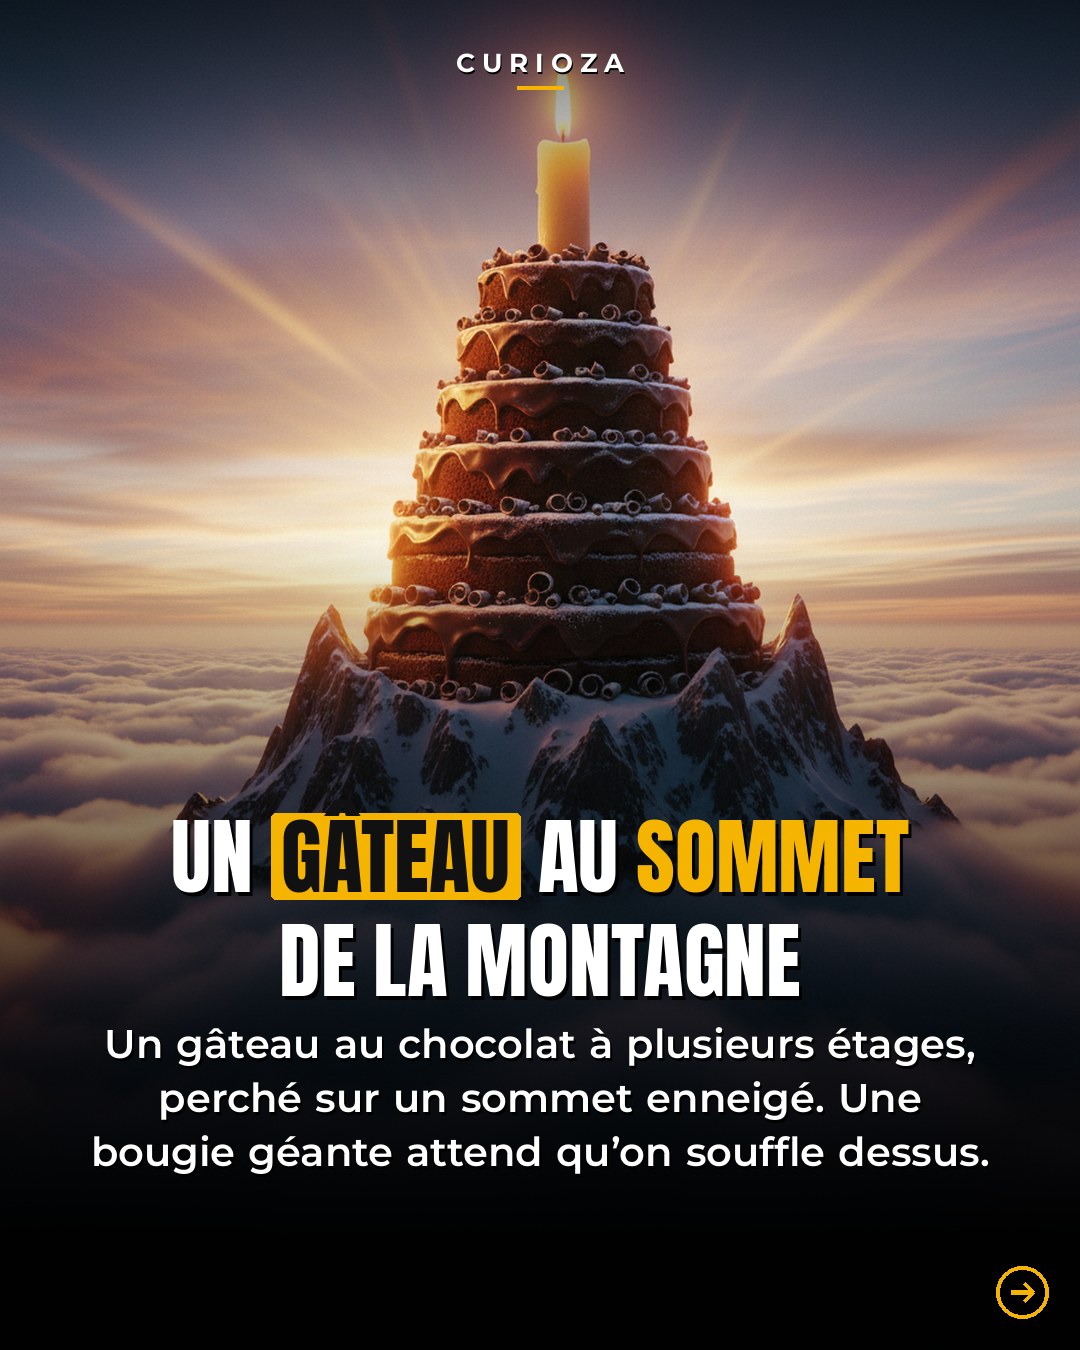 CURIOZA
UN GÂTEAU AU SOMMET
DE LA MONTAGNE
Un gâteau au chocolat à plusieurs étages,
perché sur un sommet enneigé. Une
bougie géante attend qu’on souffle dessus.